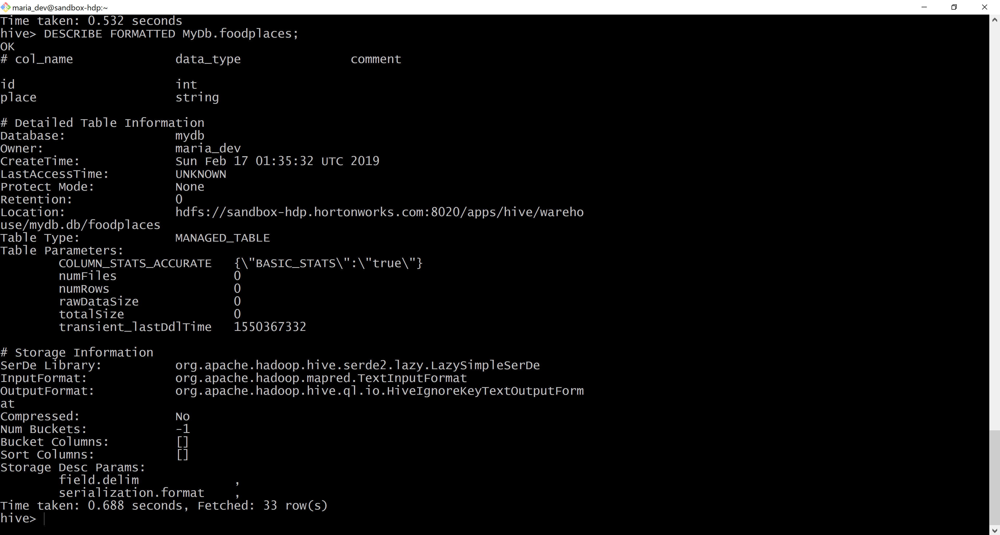 maria_dev@sandbox-hdp:~
Time taken: 0.532 seconds
hive> DESCRIBE FORMATTED MyDb.foodplaces;
OK
# col_name data_type comment
id int
place string
# Detailed Table Information
Database: mydb
Owner: maria_dev
CreateTime: Sun Feb 17 01:35:32 UTC 2019
LastAccessTime: UNKNOWN
Protect Mode: None
Retention: 0
Location: hdfs://sandbox-hdp.hortonworks.com:8020/apps/hive/wareho
use/mydb.db/foodplaces
Table Type: MANAGED_TABLE
Table Parameters:
COLUMN_STATS_ACCURATE {\"BASIC_STATS\":\"true\"}
numFiles 0
numRows 0
rawDataSize 0
totalSize 0
transient_lastDdlTime 1550367332
# Storage Information
SerDe Library: org.apache.hadoop.hive.serde2.lazy.LazySimpleSerDe
InputFormat: org.apache.hadoop.mapred.TextInputFormat
OutputFormat: org.apache.hadoop.hive.ql.io.HiveIgnoreKeyTextOutputForm
at
Compressed: No
Num Buckets: -1
Bucket Columns: []
Sort Columns: []
Storage Desc Params:
field.delim ,
serialization.format ,
Time taken: 0.688 seconds, Fetched: 33 row(s)
hive>